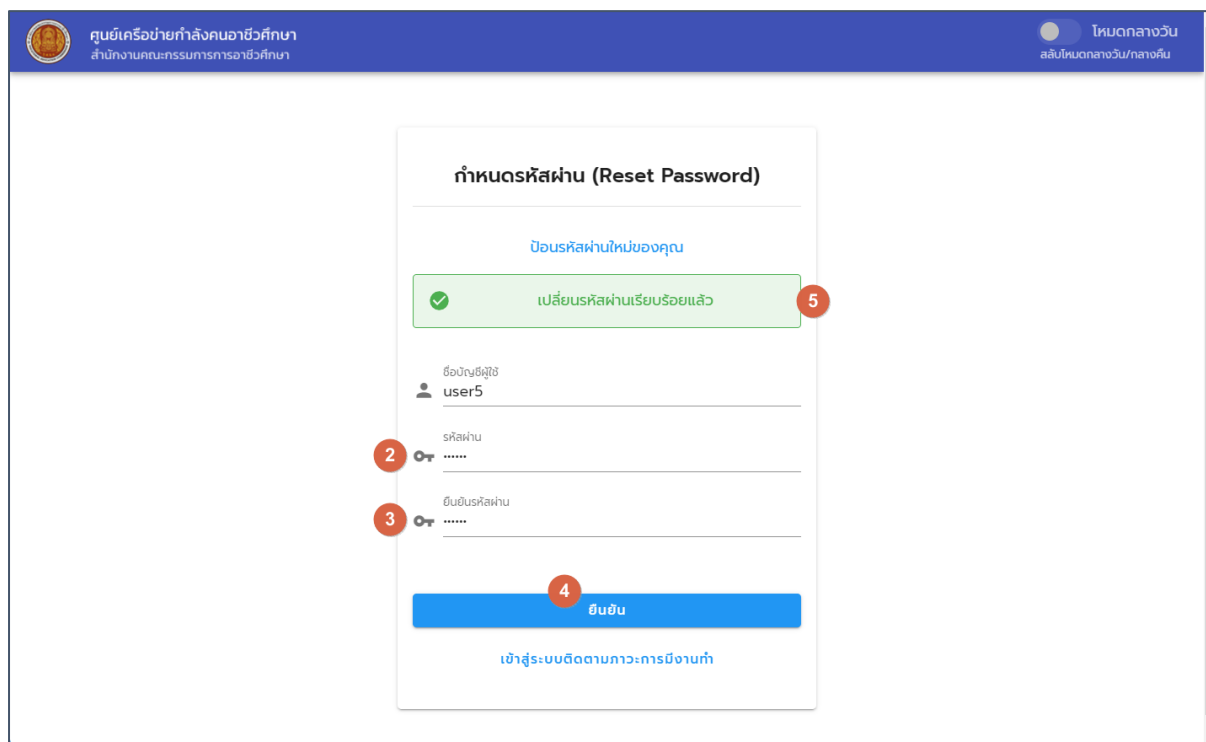 ศูนย์เครือข่ายกำลังคนอาชีวศึกษา
สำนักงานคณะกรรมการการอาชีวศึกษา
โหมดกลางวัน
สลับโหมดกลางวัน/กลางคืน
กำหนดรหัสผ่าน (Reset Password)
ป้อนรหัสผ่านใหม่ของคุณ
เปลี่ยนรหัสผ่านเรียบร้อยแล้ว
5
ชื่อบัญชีผู้ใช้
user5
รหัสผ่าน
2
••••••
ยืนยันรหัสผ่าน
3
••••••
4
ยืนยัน
เข้าสู่ระบบติดตามภาวะการมีงานทำ